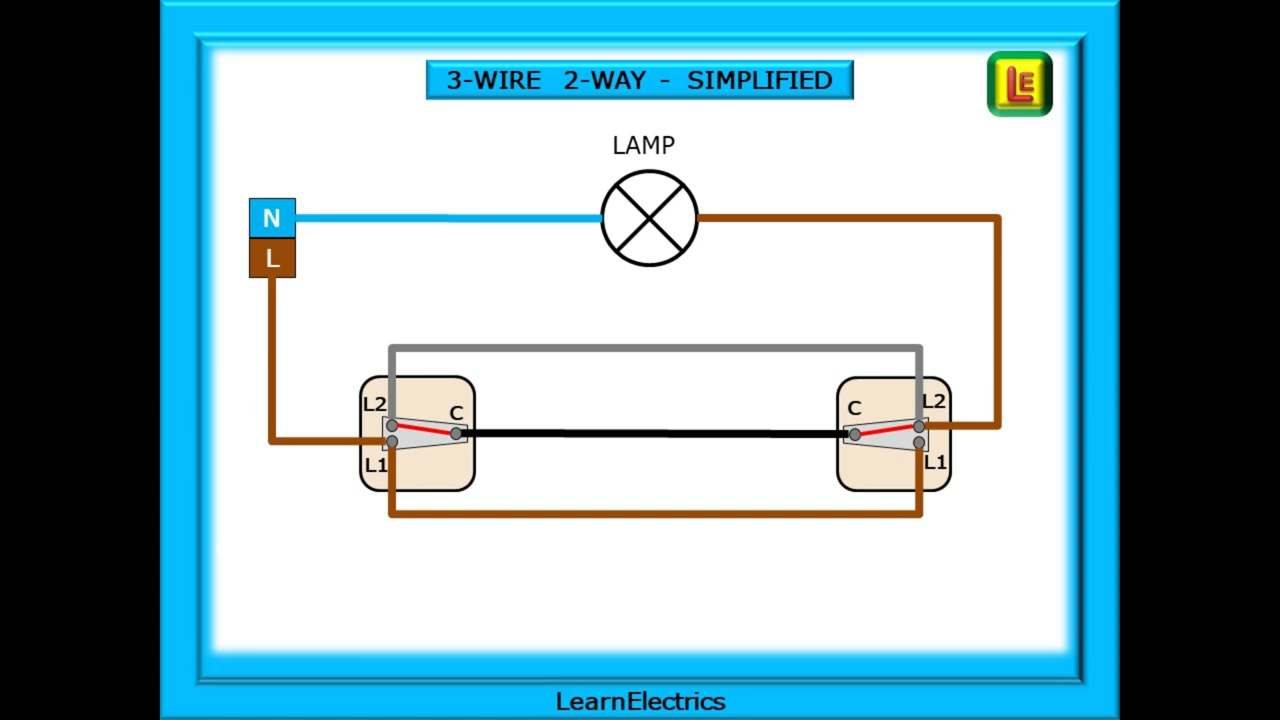 3-WIRE 2-WAY - SIMPLIFIED
LE
LAMP
N
L
L2
C
L1
C
L2
L1
LearnElectrics